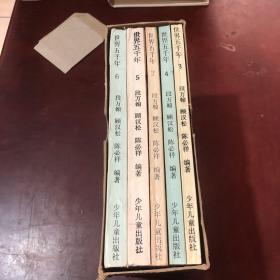 世界五千年 6 段万翰 顾汉松 陈必祥 编著 少年儿童出版社
世界五千年 5 段万翰 顾汉松 陈必祥 编著 少年儿童出版社
世界五千年 2 段万翰 顾汉松 陈必祥 编著 少年儿童出版社
世界五千年 4 段万翰 顾汉松 陈必祥 编著 少年儿童出版社
世界五千年 3 段万翰 顾汉松 陈必祥 编著 少年儿童出版社